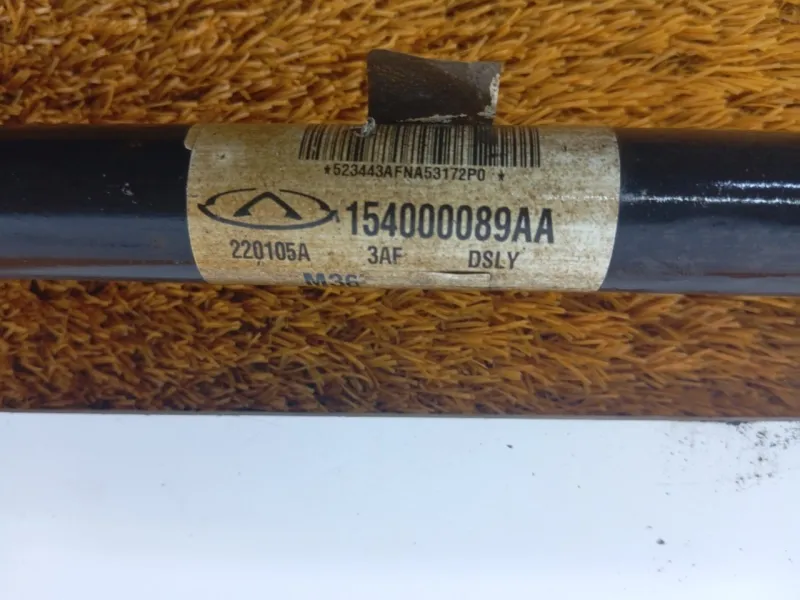 *523443AFNA53172P0 *
154000089AA
220105A 3AF DSLY